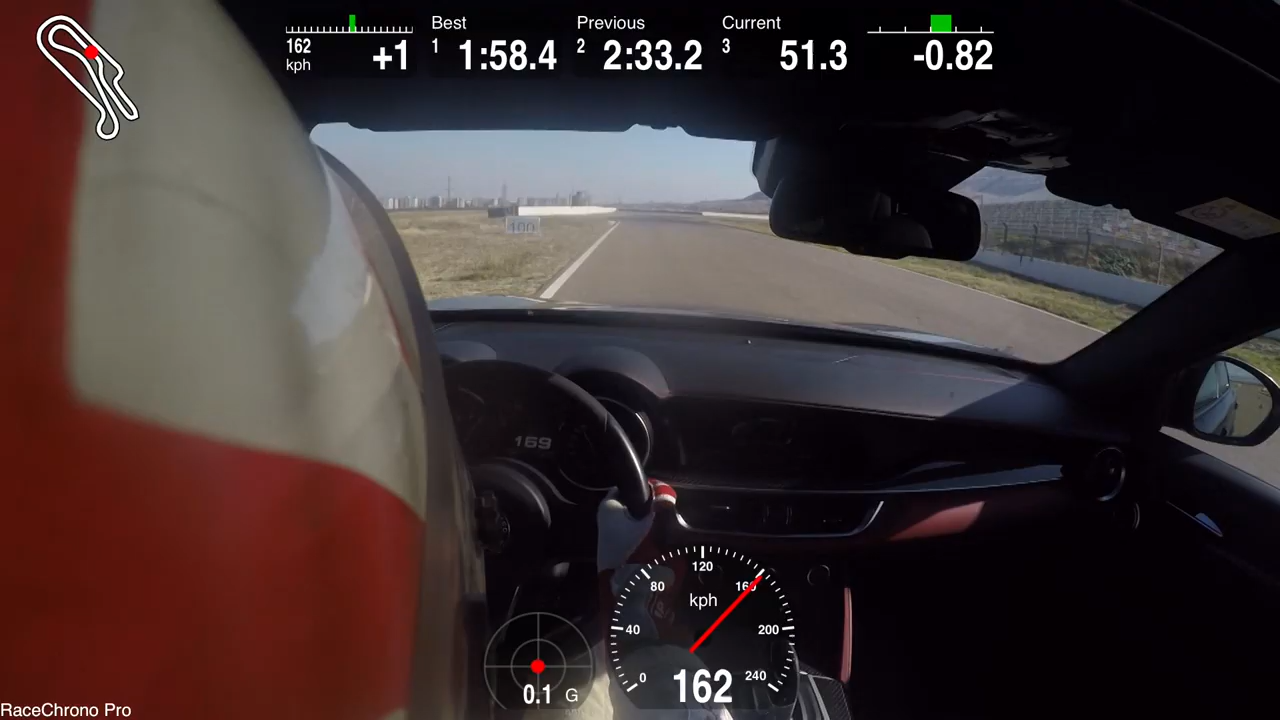 Best
Previous
Current
162
kph
+1
1
1:58.4
2
2:33.2
3
51.3
-0.82
100
169
120
80
160
kph
40
200
0
240
162
0.1 G
RaceChrono Pro